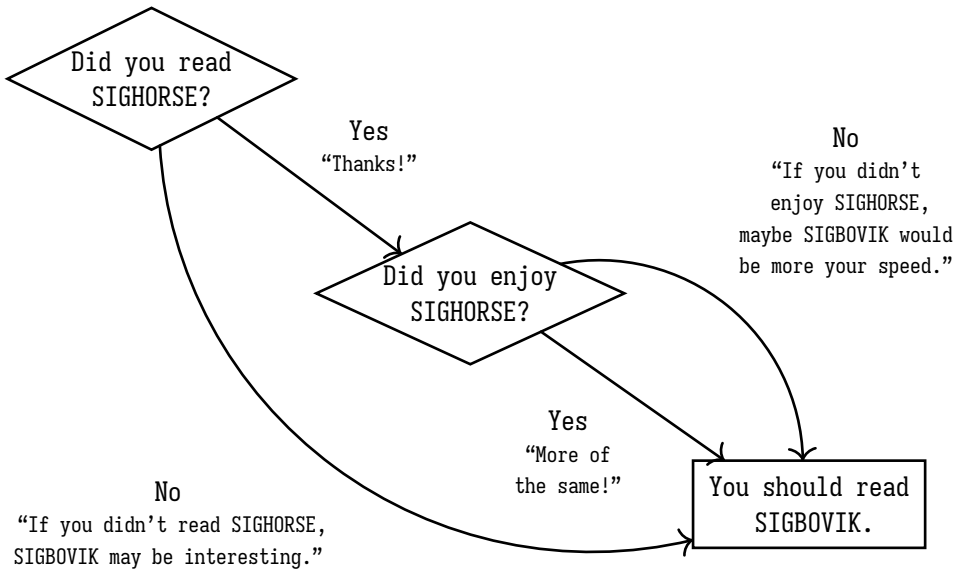 Did you read
SIGHORSE?
Yes
“Thanks!”
No
“If you didn’t
enjoy SIGHORSE,
maybe SIGBOVIK would
be more your speed.”
Did you enjoy
SIGHORSE?
Yes
“More of
the same!”
No
“If you didn’t read SIGHORSE,
SIGBOVIK may be interesting.”
You should read
SIGBOVIK.